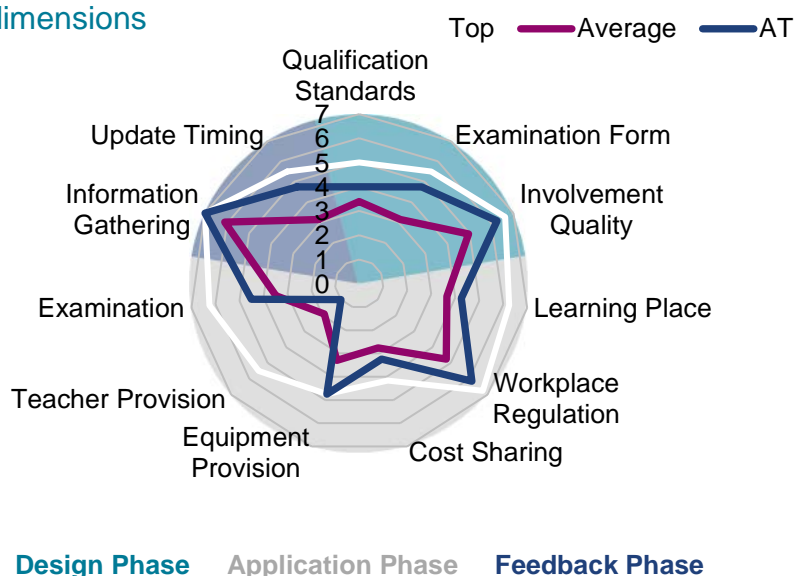 dimensions
Top Average AT
Qualification
Standards
Update Timing
Examination Form
Information
Gathering
Involvement
Quality
7
6
5
4
3
2
1
0
Examination
Learning Place
Teacher Provision
Workplace
Regulation
Equipment
Provision
Cost Sharing
Design Phase Application Phase Feedback Phase